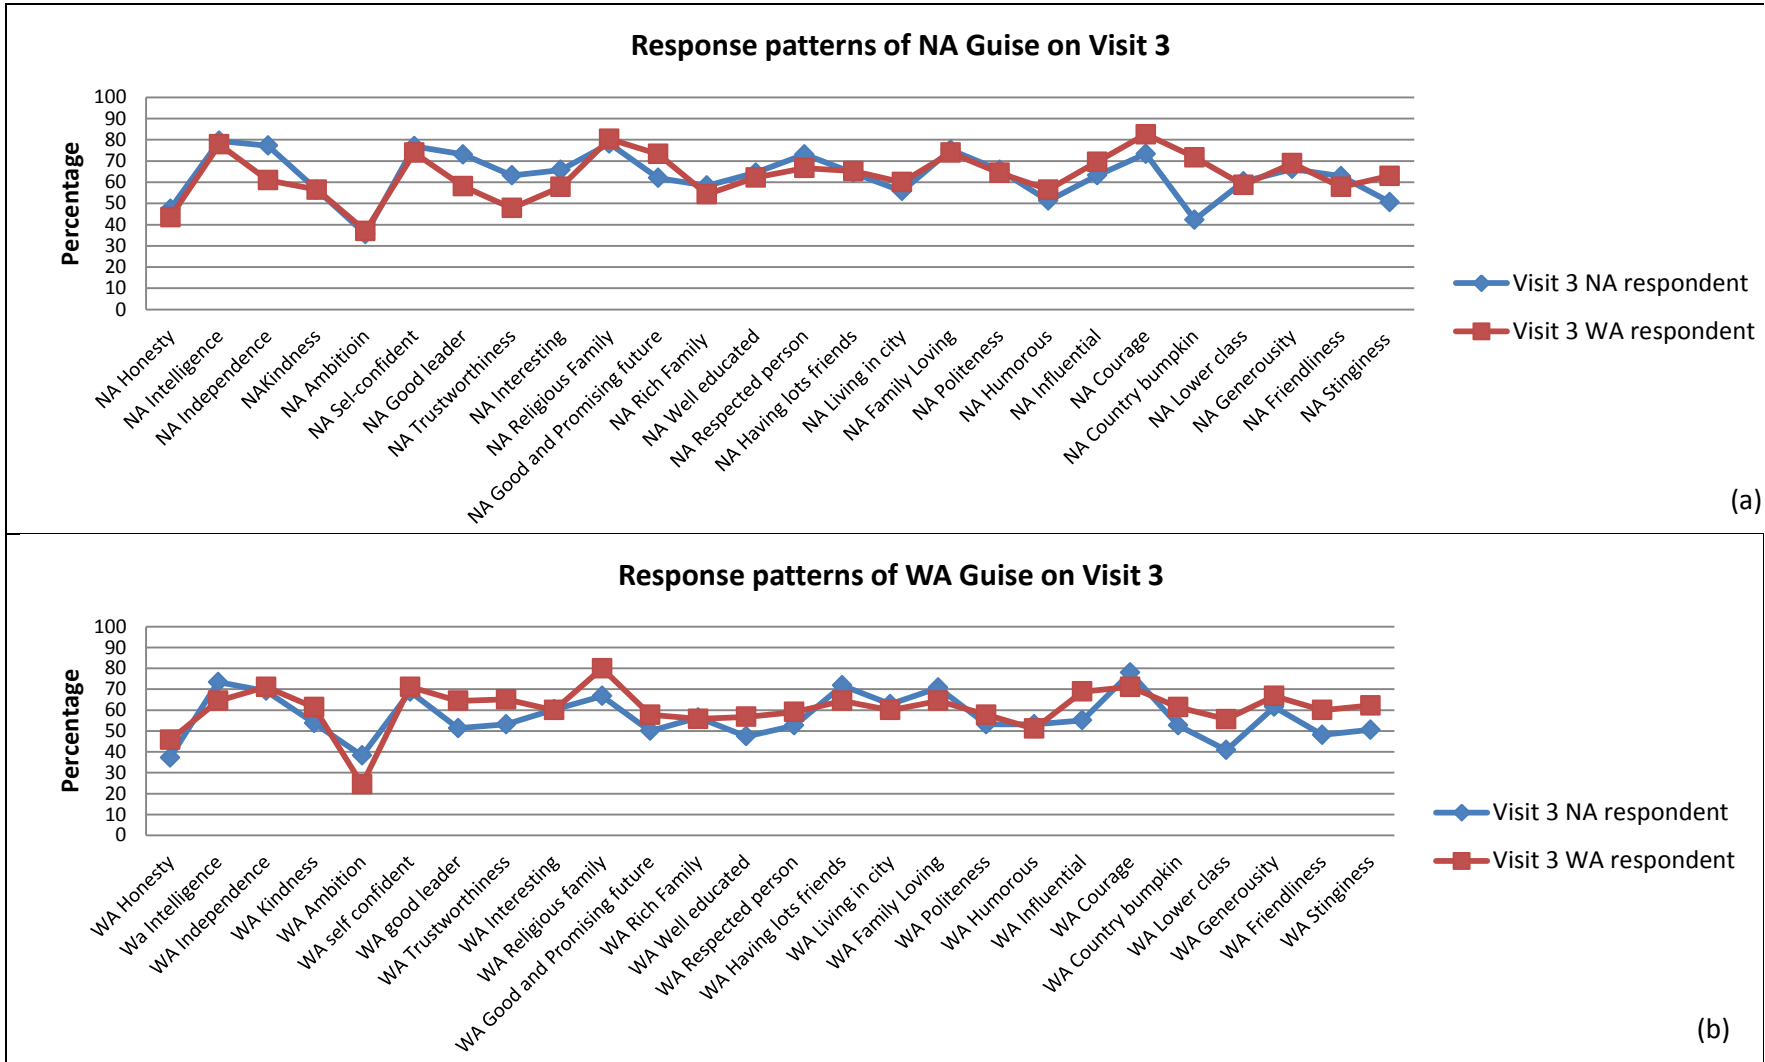 Response patterns of NA Guise on Visit 3
Percentage
100
90
80
70
60
50
40
30
20
10
0
NA Honesty
NA Intelligence
NA Independence
NAKindness
NA Ambitioin
NA Sel-confident
NA Good leader
NA Trustworthiness
NA Interesting
NA Religious Family
NA Good and Promising future
NA Rich Family
NA Well educated
NA Respected person
NA Having lots friends
NA Living in city
NA Family Loving
NA Politeness
NA Humorous
NA Influential
NA Courage
NA Country bumpkin
NA Lower class
NA Generousity
NA Friendliness
NA Stinginess
Visit 3 NA respondent
Visit 3 WA respondent
(a)
Response patterns of WA Guise on Visit 3
Percentage
100
90
80
70
60
50
40
30
20
10
0
WA Honesty
Wa Intelligence
WA Independence
WA Kindness
WA Ambition
WA self confident
WA good leader
WA Trustworthiness
WA Interesting
WA Religious family
WA Good and Promising future
WA Rich Family
WA Well educated
WA Respected person
WA Having lots friends
WA Living in city
WA Family Loving
WA Politeness
WA Humorous
WA Influential
WA Courage
WA Country bumpkin
WA Lower class
WA Generousity
WA Friendliness
WA Stinginess
Visit 3 NA respondent
Visit 3 WA respondent
(b)